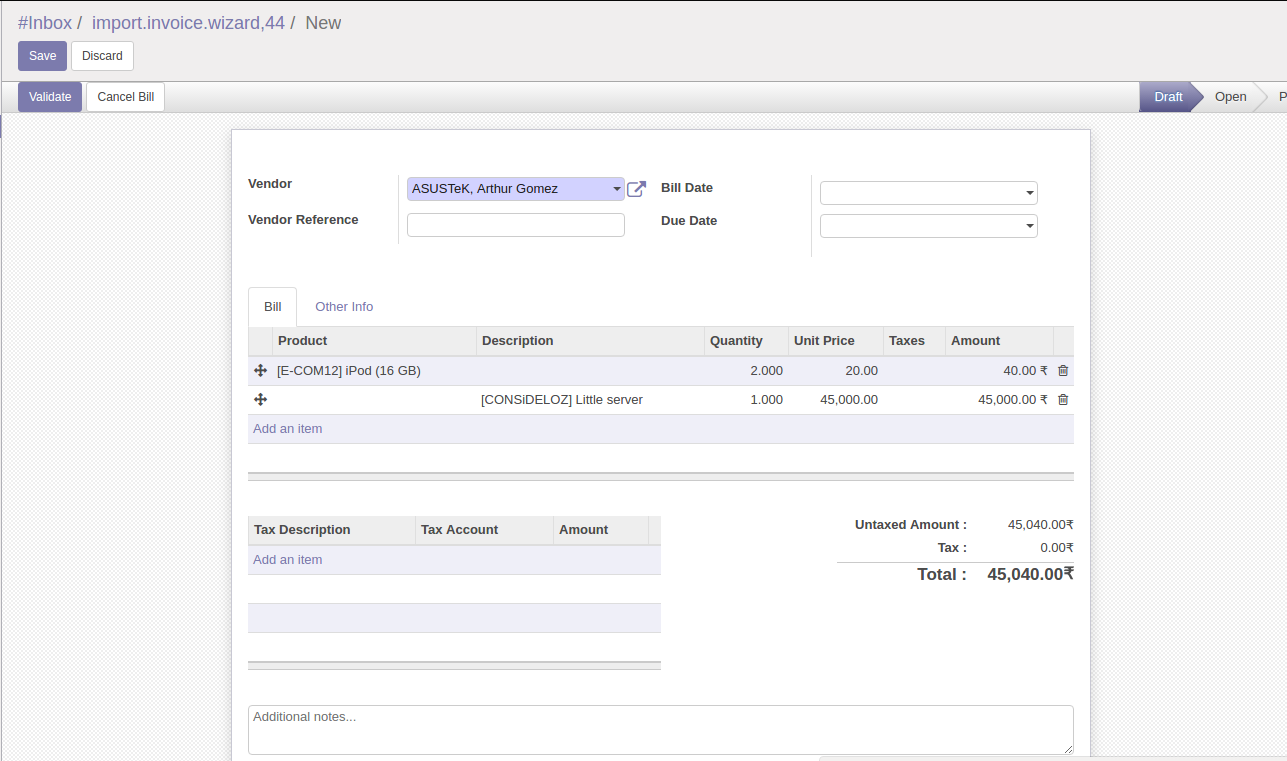 #Inbox / import.invoice.wizard,44 / New
Save Discard
Validate Cancel Bill Draft Open P
Vendor ASUSTeK, Arthur Gomez Bill Date
Vendor Reference Due Date
Bill Other Info
Product Description Quantity Unit Price Taxes Amount
[E-COM12] iPod (16 GB) 2.000 20.00 40.00 ₹
[CONSiDELOZ] Little server 1.000 45,000.00 45,000.00 ₹
Add an item
Tax Description Tax Account Amount
Add an item
Untaxed Amount : 45,040.00₹
Tax : 0.00₹
Total : 45,040.00₹
Additional notes...